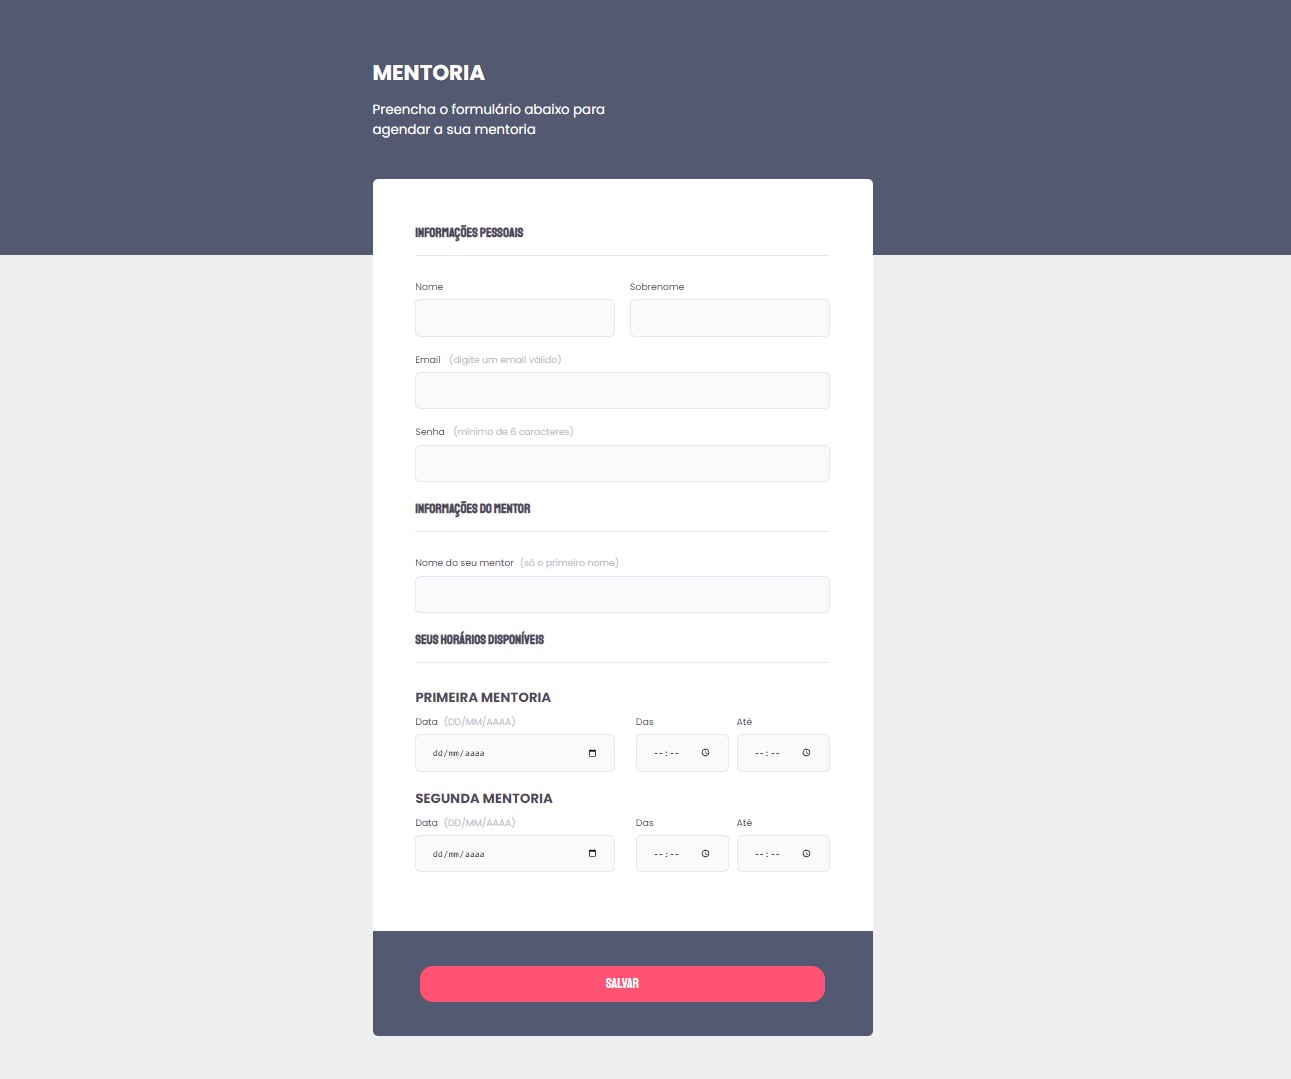 MENTORIA
Preencha o formulário abaixo para
agendar a sua mentoria
INFORMAÇÕES PESSOAIS
Nome Sobrenome
Email (digite um email válido)
Senha (mínimo de 6 caracteres)
INFORMAÇÕES DO MENTOR
Nome do seu mentor (só o primeiro nome)
SEUS HORÁRIOS DISPONÍVEIS
PRIMEIRA MENTORIA
Data (DD/MM/AAAA) Das Até
dd/mm/aaaa --:-- --:--
SEGUNDA MENTORIA
Data (DD/MM/AAAA) Das Até
dd/mm/aaaa --:-- --:--
SALVAR